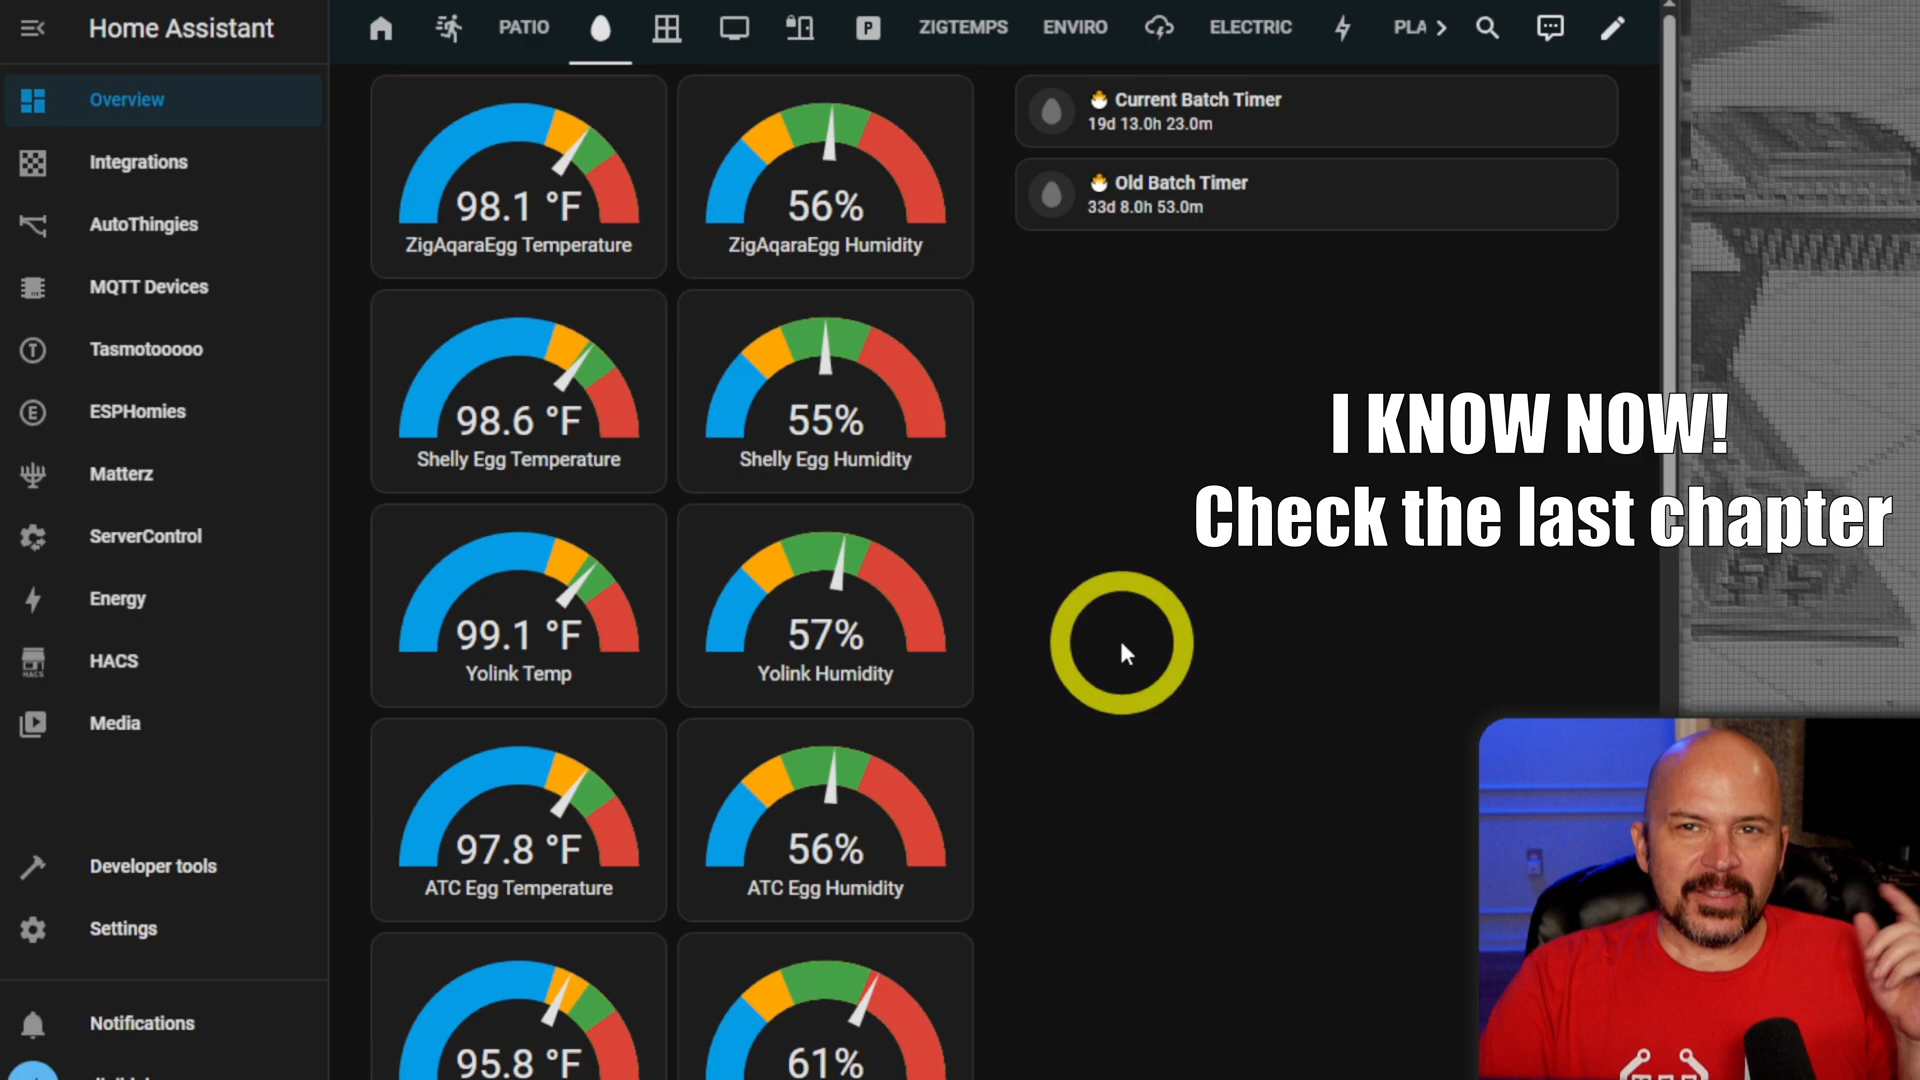 Home Assistant
PATIO
P
ZIGTEMPS
ENVIRO
ELECTRIC
PLA
Overview
Integrations
AutoThingies
MQTT Devices
T
Tasmotooooo
E
ESPHomies
Matterz
ServerControl
Energy
HACS
HACS
Media
Developer tools
Settings
Notifications
98.1 °F
ZigAqaraEgg Temperature
56%
ZigAqaraEgg Humidity
98.6 °F
Shelly Egg Temperature
55%
Shelly Egg Humidity
99.1 °F
Yolink Temp
57%
Yolink Humidity
97.8 °F
ATC Egg Temperature
56%
ATC Egg Humidity
95.8 °F
61%
🐣 Current Batch Timer
19d 13.0h 23.0m
🐣 Old Batch Timer
33d 8.0h 53.0m
I KNOW NOW!
Check the last chapter